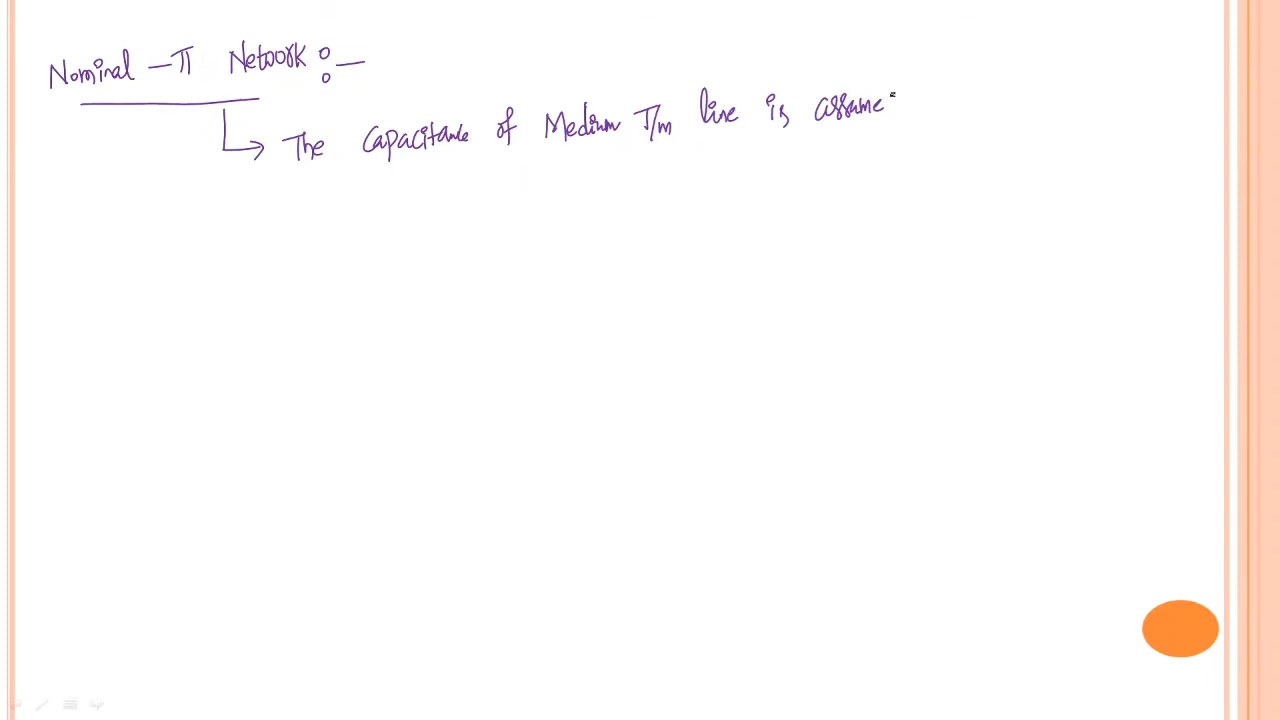 Nominal - π Network :-
The Capacitance of Medium T/m line is assume